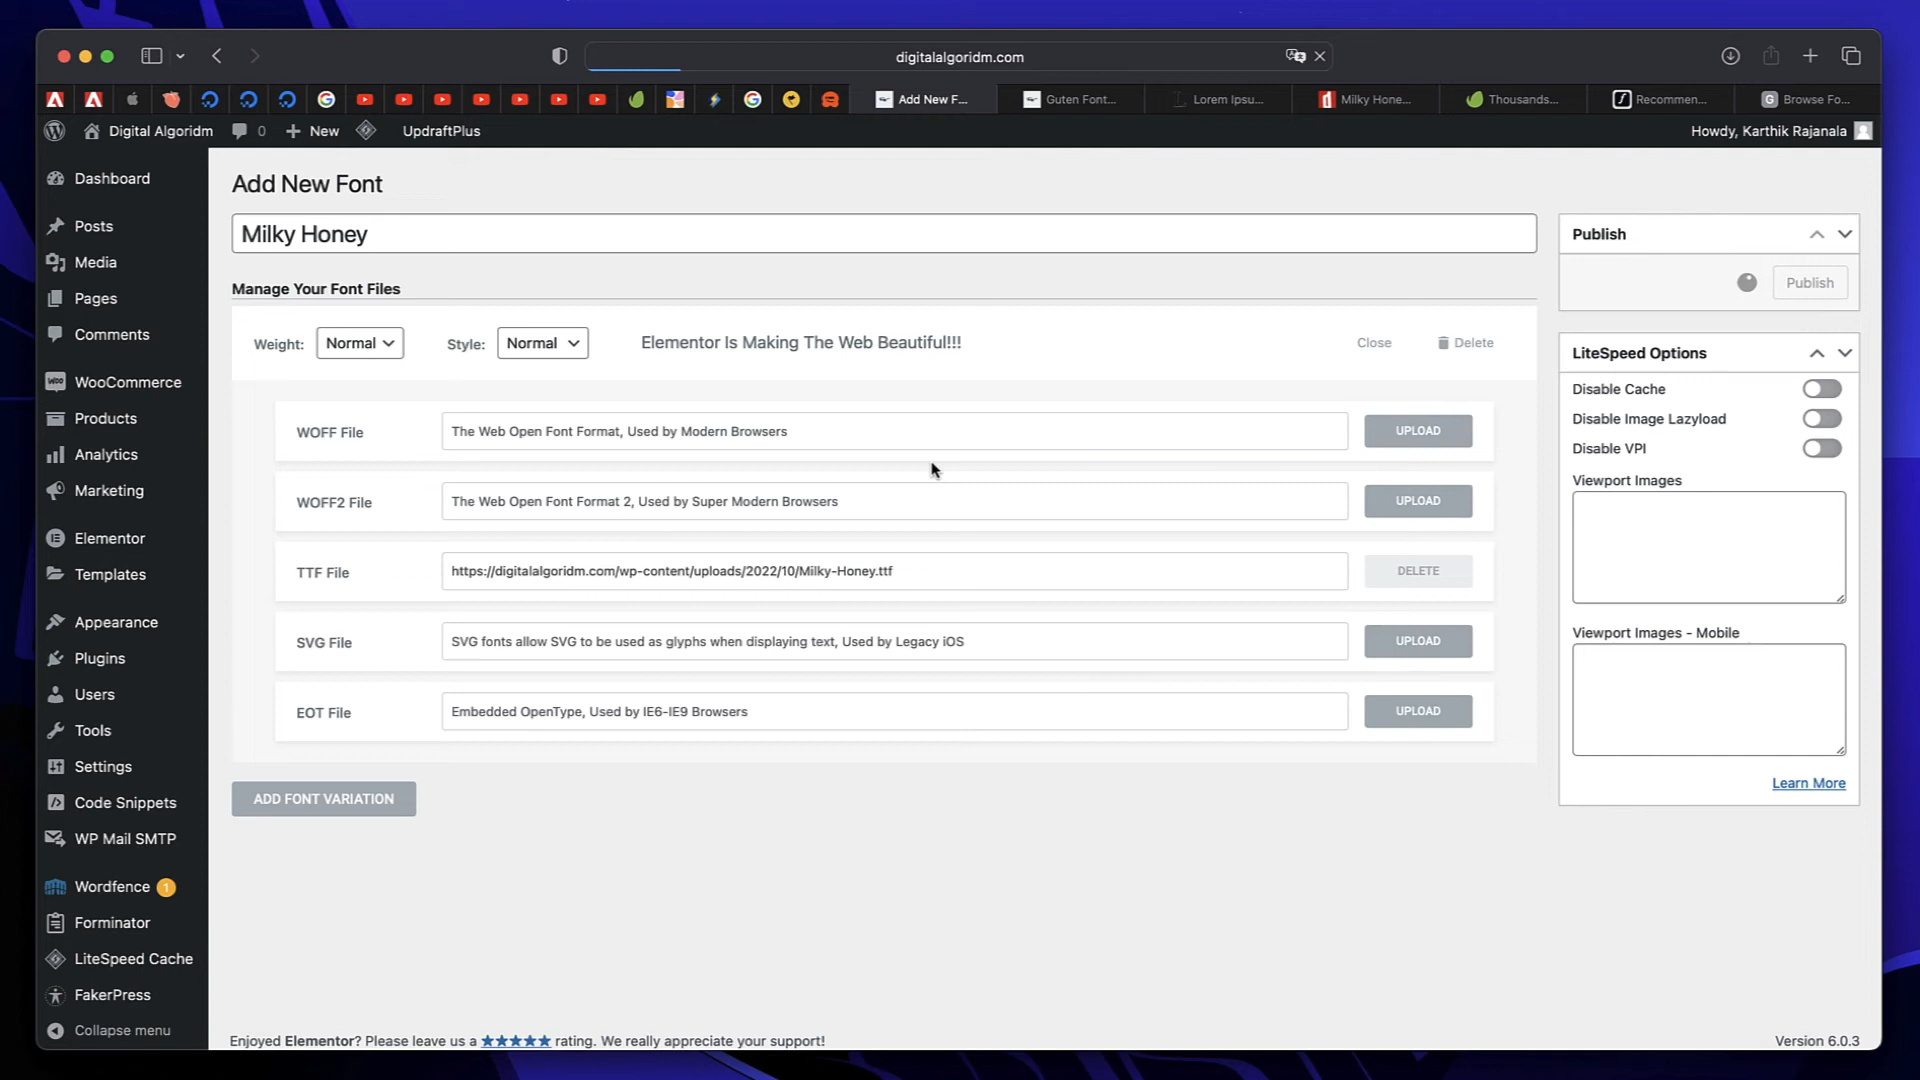 digitalalgoridm.com
Add New F...
Guten Font...
Lorem Ipsu...
Milky Hone...
Thousands...
Recommen...
Browse Fo...
Digital Algoridm
0
New
UpdraftPlus
Howdy, Karthik Rajanala
Dashboard
Posts
Media
Pages
Comments
WooCommerce
Products
Analytics
Marketing
Elementor
Templates
Appearance
Plugins
Users
Tools
Settings
Code Snippets
WP Mail SMTP
Wordfence 1
Forminator
LiteSpeed Cache
FakerPress
Collapse menu
Add New Font
Milky Honey
Manage Your Font Files
Weight: Normal Style: Normal Elementor Is Making The Web Beautiful!!! Close Delete
WOFF File The Web Open Font Format, Used by Modern Browsers UPLOAD
WOFF2 File The Web Open Font Format 2, Used by Super Modern Browsers UPLOAD
TTF File https://digitalalgoridm.com/wp-content/uploads/2022/10/Milky-Honey.ttf DELETE
SVG File SVG fonts allow SVG to be used as glyphs when displaying text, Used by Legacy iOS UPLOAD
EOT File Embedded OpenType, Used by IE6-IE9 Browsers UPLOAD
ADD FONT VARIATION
Publish
Publish
LiteSpeed Options
Disable Cache
Disable Image Lazyload
Disable VPI
Viewport Images
Viewport Images - Mobile
Learn More
Enjoyed Elementor? Please leave us a ★★★★★ rating. We really appreciate your support!
Version 6.0.3